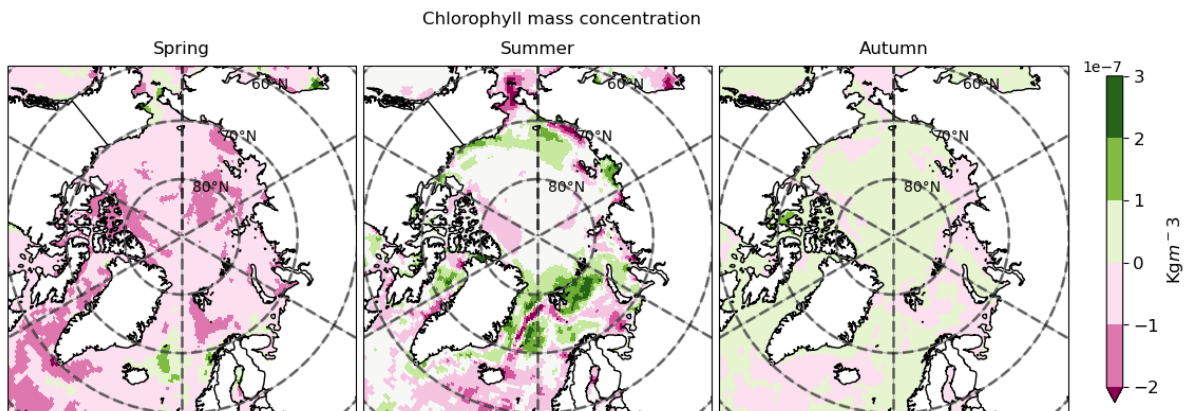 Chlorophyll mass concentration
Spring
Summer
Autumn
60°N
70°N
80°N
60°N
70°N
80°N
60°N
70°N
80°N
1e−7
3
2
1
0
−1
−2
Kgm − 3